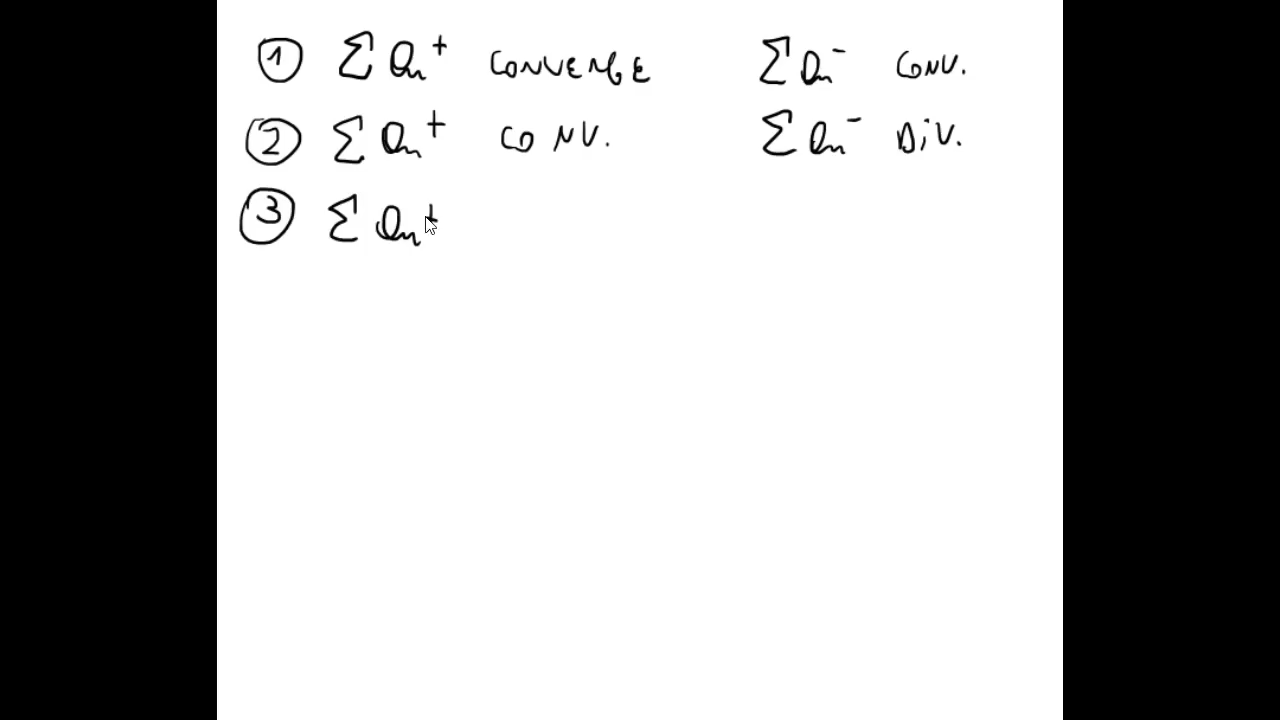 ① Σ an⁺ CONVERGE Σ an⁻ CONV.
② Σ an⁺ CONV. Σ an⁻ DIV.
③ Σ an⁺